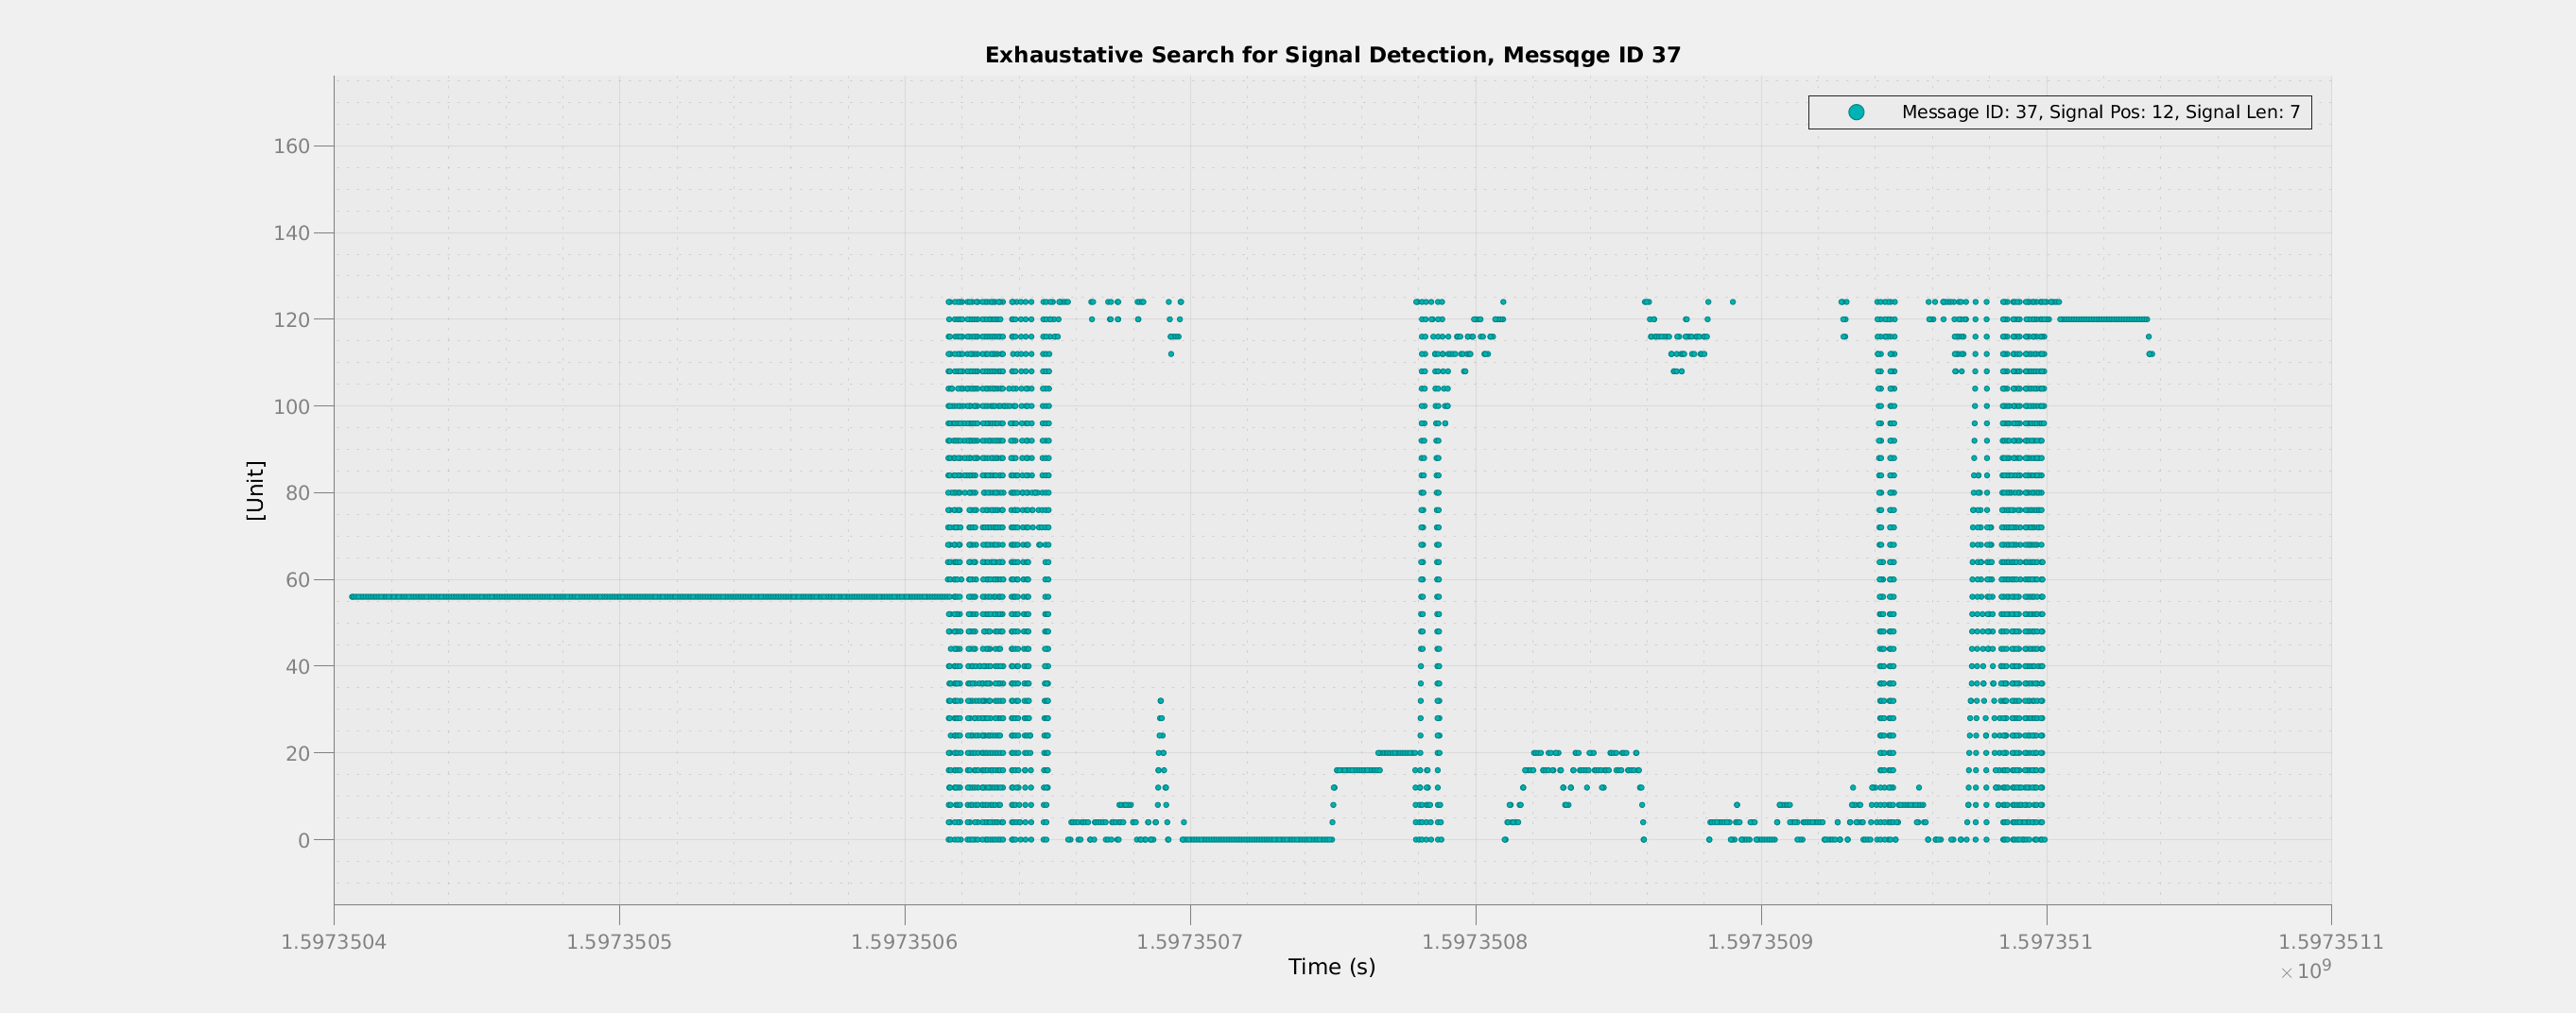 Exhaustative Search for Signal Detection, Messqge ID 37
Message ID: 37, Signal Pos: 12, Signal Len: 7
160
140
120
100
80
60
40
20
0
[Unit]
1.5973504 1.5973505 1.5973506 1.5973507 1.5973508 1.5973509 1.597351 1.5973511
Time (s)
× 10⁹